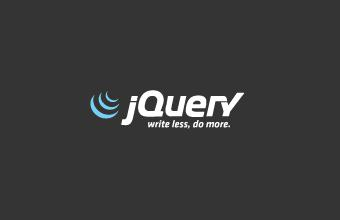 jQuery
write less, do more.